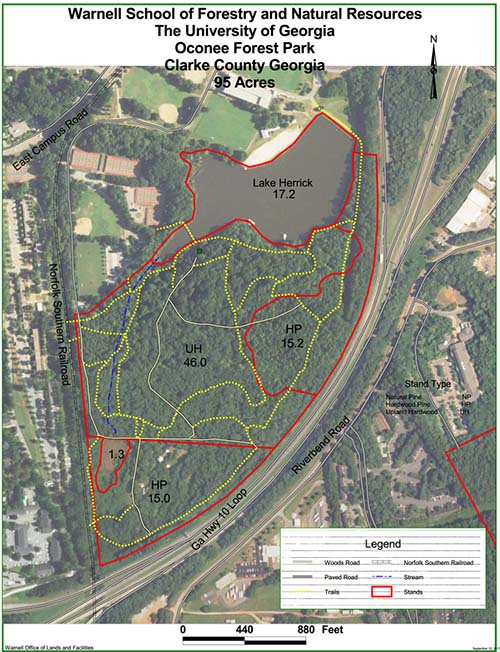 Warnell School of Forestry and Natural Resources
The University of Georgia
Oconee Forest Park
Clarke County Georgia
95 Acres
N
East Campus Road
Lake Herrick
17.2
Norfolk Southern Railroad
UH
46.0
HP
15.2
Stand Type
Natural Pine NP
Hardwood Pine HP
Upland Hardwood UH
1.3
HP
15.0
Riverbend Road
Ga Hwy 10 Loop
Legend
Woods Road
Norfolk Southern Railroad
Paved Road
Stream
Trails
Stands
0 440 880 Feet
Warnell Office of Lands and Facilities